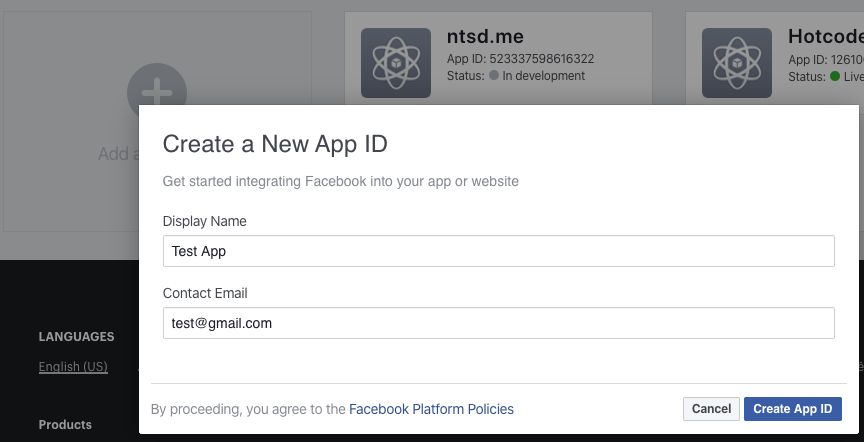 ntsd.me
App ID: 523337598616322
Status: In development
Hotcode
App ID: 12610
Status: Live
Add a
Create a New App ID
Get started integrating Facebook into your app or website
Display Name
Test App
Contact Email
test@gmail.com
LANGUAGES
English (US)
Products
By proceeding, you agree to the Facebook Platform Policies
Cancel
Create App ID